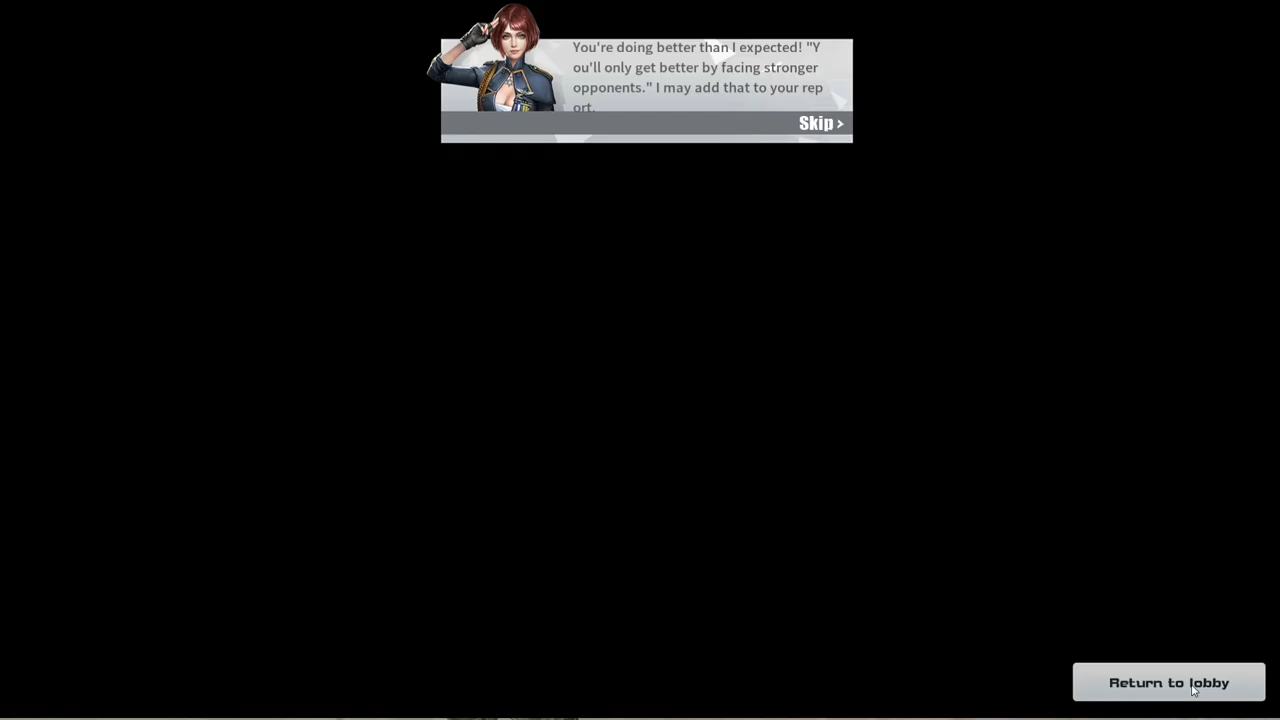 You're doing better than I expected! "Y
ou'll only get better by facing stronger
opponents." I may add that to your rep
ort.
Skip >
Return to lobby